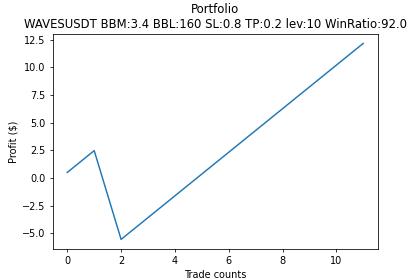 Portfolio
WAVESUSDT BBM:3.4 BBL:160 SL:0.8 TP:0.2 lev:10 WinRatio:92.0
12.5
10.0
7.5
5.0
2.5
0.0
−2.5
−5.0
Profit ($)
0 2 4 6 8 10
Trade counts